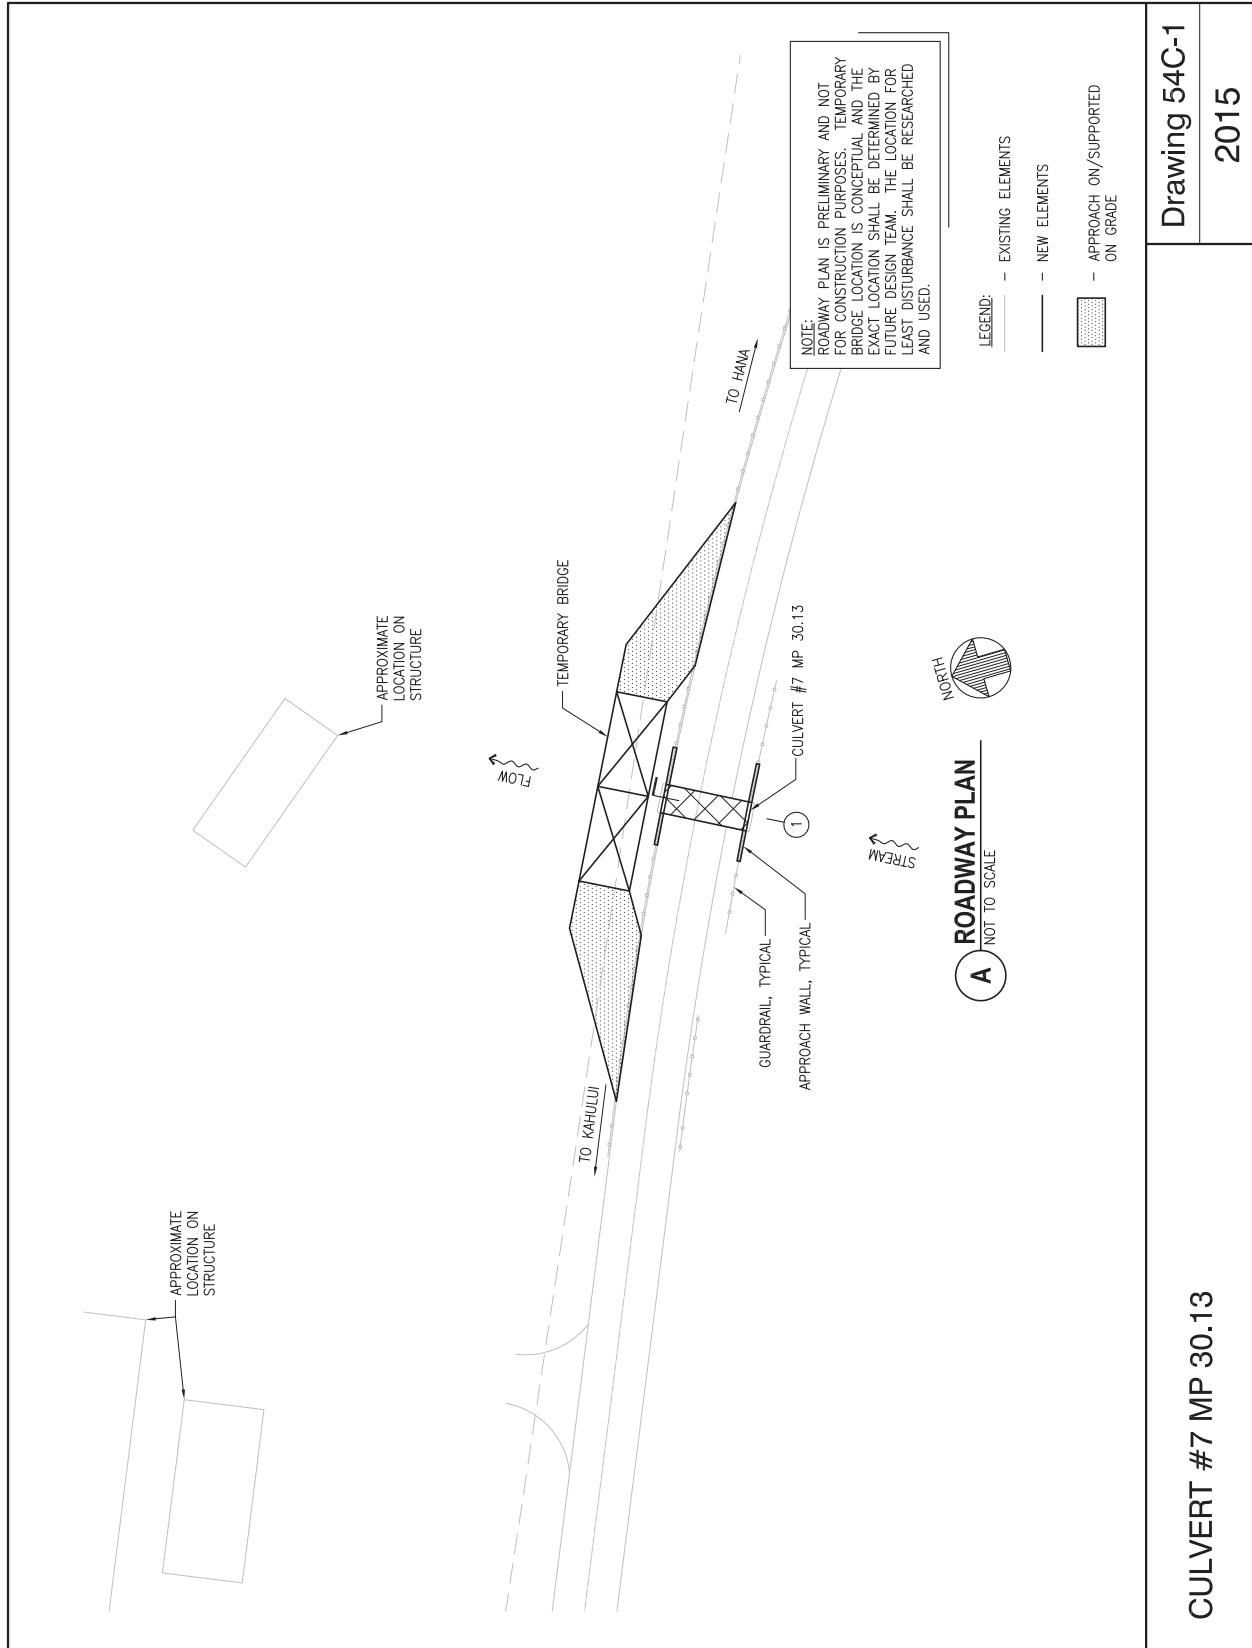 APPROXIMATE
LOCATION ON
STRUCTURE
APPROXIMATE
LOCATION ON
STRUCTURE
FLOW
TEMPORARY BRIDGE
TO KAHULUI
TO HANA
GUARDRAIL, TYPICAL
APPROACH WALL, TYPICAL
1
CULVERT #7 MP 30.13
STREAM
NOTE:
ROADWAY PLAN IS PRELIMINARY AND NOT
FOR CONSTRUCTION PURPOSES. TEMPORARY
BRIDGE LOCATION IS CONCEPTUAL AND THE
EXACT LOCATION SHALL BE DETERMINED BY
FUTURE DESIGN TEAM. THE LOCATION FOR
LEAST DISTURBANCE SHALL BE RESEARCHED
AND USED.
A
ROADWAY PLAN
NOT TO SCALE
NORTH
LEGEND:
- EXISTING ELEMENTS
- NEW ELEMENTS
- APPROACH ON/SUPPORTED
ON GRADE
CULVERT #7 MP 30.13
Drawing 54C-1
2015